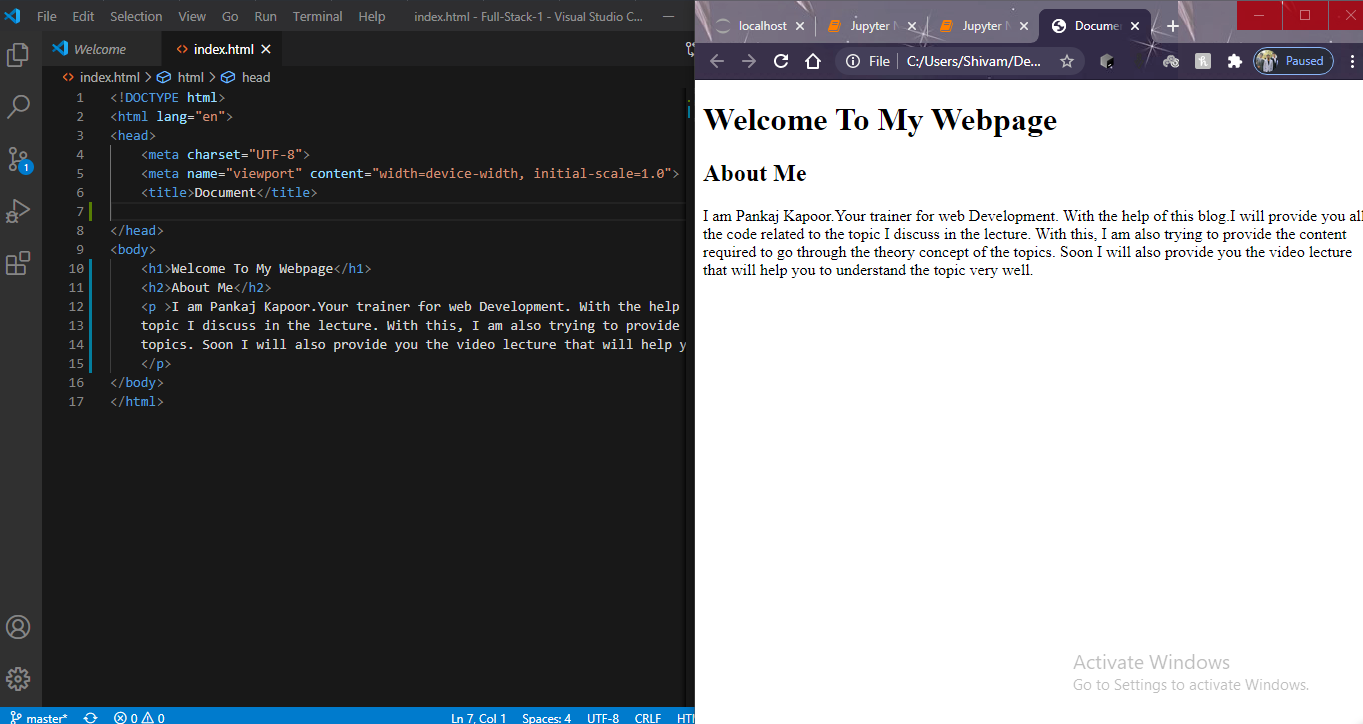 File Edit Selection View Go Run Terminal Help index.html - Full-Stack-1 - Visual Studio C...
Welcome index.html
index.html > html > head
1 <!DOCTYPE html>
2 <html lang="en">
3 <head>
4 <meta charset="UTF-8">
5 <meta name="viewport" content="width=device-width, initial-scale=1.0">
6 <title>Document</title>
7
8 </head>
9 <body>
10 <h1>Welcome To My Webpage</h1>
11 <h2>About Me</h2>
12 <p >I am Pankaj Kapoor.Your trainer for web Development. With the help
13 topic I discuss in the lecture. With this, I am also trying to provide
14 topics. Soon I will also provide you the video lecture that will help y
15 </p>
16 </body>
17 </html>
1
master* 0 0 Ln 7, Col 1 Spaces: 4 UTF-8 CRLF HTM
localhost Jupyter N Jupyter N Docume
File C:/Users/Shivam/De... Paused
Welcome To My Webpage
About Me
I am Pankaj Kapoor.Your trainer for web Development. With the help of this blog.I will provide you all
the code related to the topic I discuss in the lecture. With this, I am also trying to provide the content
required to go through the theory concept of the topics. Soon I will also provide you the video lecture
that will help you to understand the topic very well.
Activate Windows
Go to Settings to activate Windows.